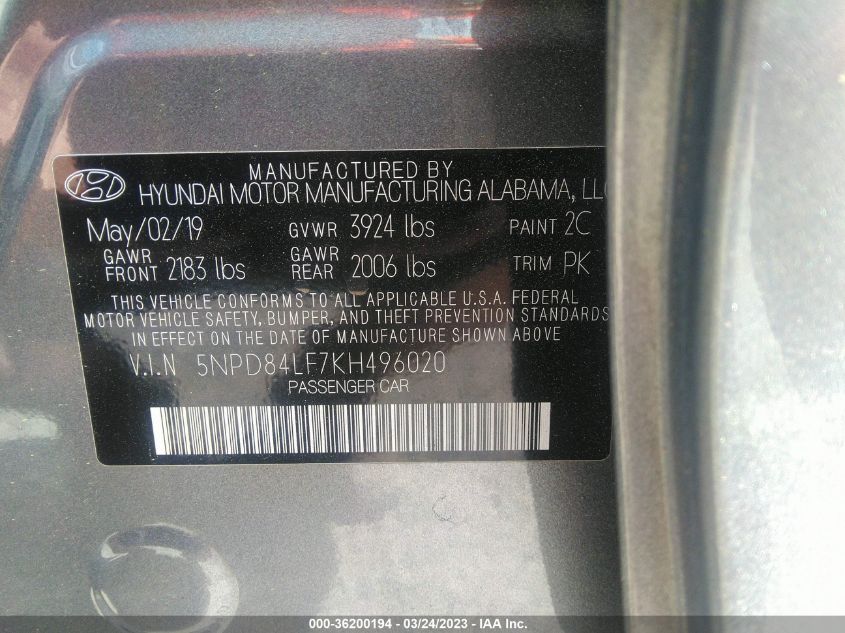 MANUFACTURED BY
HYUNDAI MOTOR MANUFACTURING ALABAMA, LLC
May/02/19 GVWR 3924 lbs PAINT 2C
GAWR FRONT 2183 lbs GAWR REAR 2006 lbs TRIM PK
THIS VEHICLE CONFORMS TO ALL APPLICABLE U.S.A. FEDERAL
MOTOR VEHICLE SAFETY, BUMPER, AND THEFT PREVENTION STANDARDS
IN EFFECT ON THE DATE OF MANUFACTURE SHOWN ABOVE
V.I.N 5NPD84LF7KH496020
PASSENGER CAR
000-36200194 - 03/24/2023 - IAA, Inc.